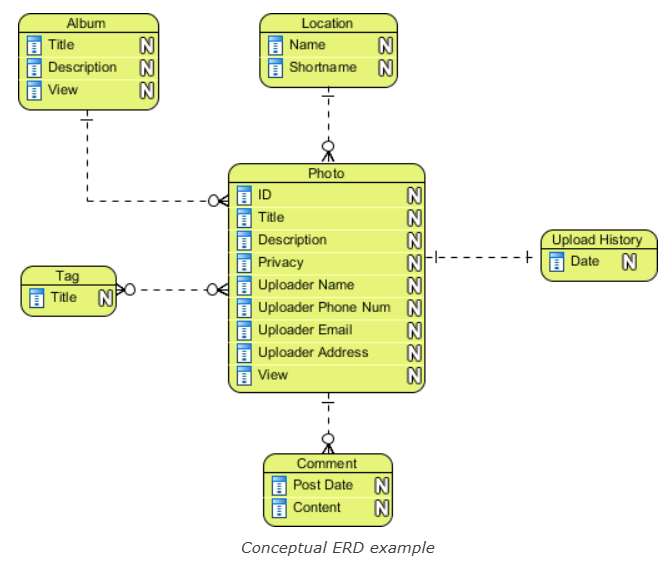 Album
Title N
Description N
View N
Location
Name N
Shortname N
Photo
ID N
Title N
Description N
Privacy N
Uploader Name N
Uploader Phone Num N
Uploader Email N
Uploader Address N
View N
Upload History
Date N
Tag
Title N
Comment
Post Date N
Content N
Conceptual ERD example